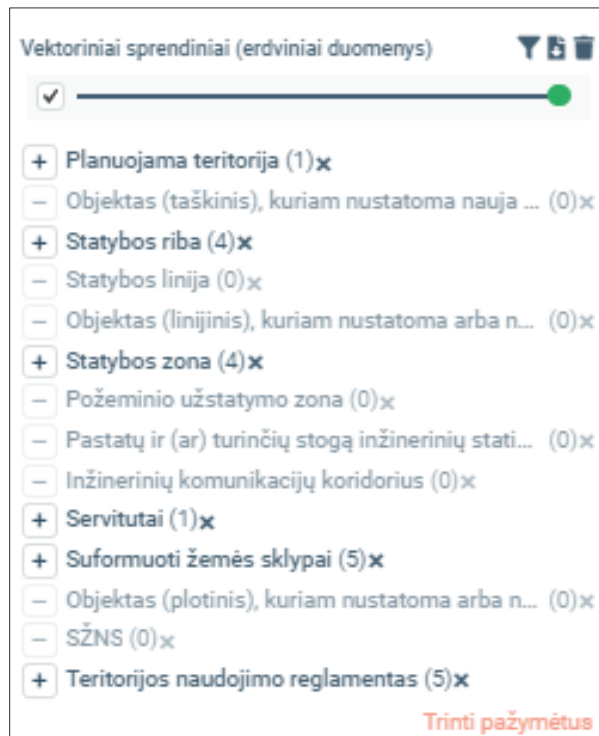 Vektoriniai sprendiniai (erdviniai duomenys)
Planuojama teritorija (1)
Objektas (taškinis), kuriam nustatoma nauja ... (0)
Statybos riba (4)
Statybos linija (0)
Objektas (linijinis), kuriam nustatoma arba n... (0)
Statybos zona (4)
Požeminio užstatymo zona (0)
Pastatų ir (ar) turinčių stogą inžinerinių stati... (0)
Inžinerinių komunikacijų koridorius (0)
Servitutai (1)
Suformuoti žemės sklypai (5)
Objektas (plotinis), kuriam nustatoma arba n... (0)
SŽNS (0)
Teritorijos naudojimo reglamentas (5)
Trinti pažymėtus